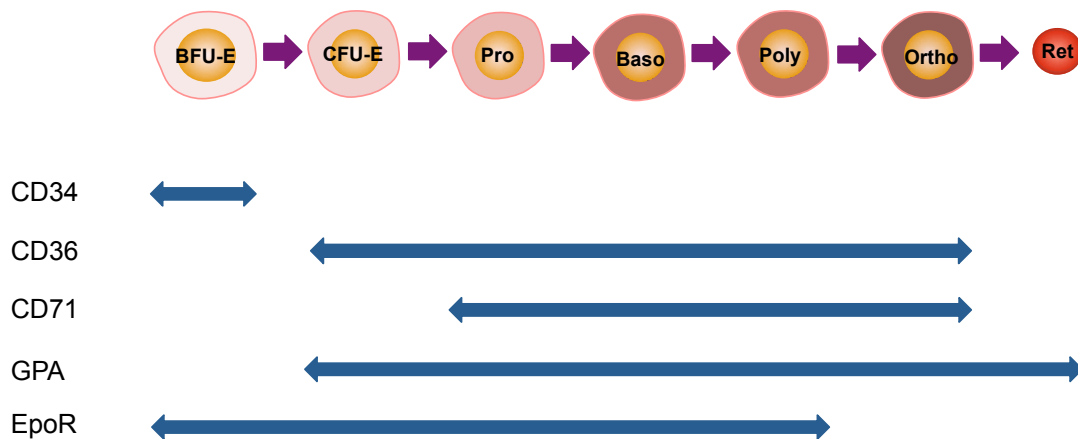 BFU-E CFU-E Pro Baso Poly Ortho Ret
CD34
CD36
CD71
GPA
EpoR